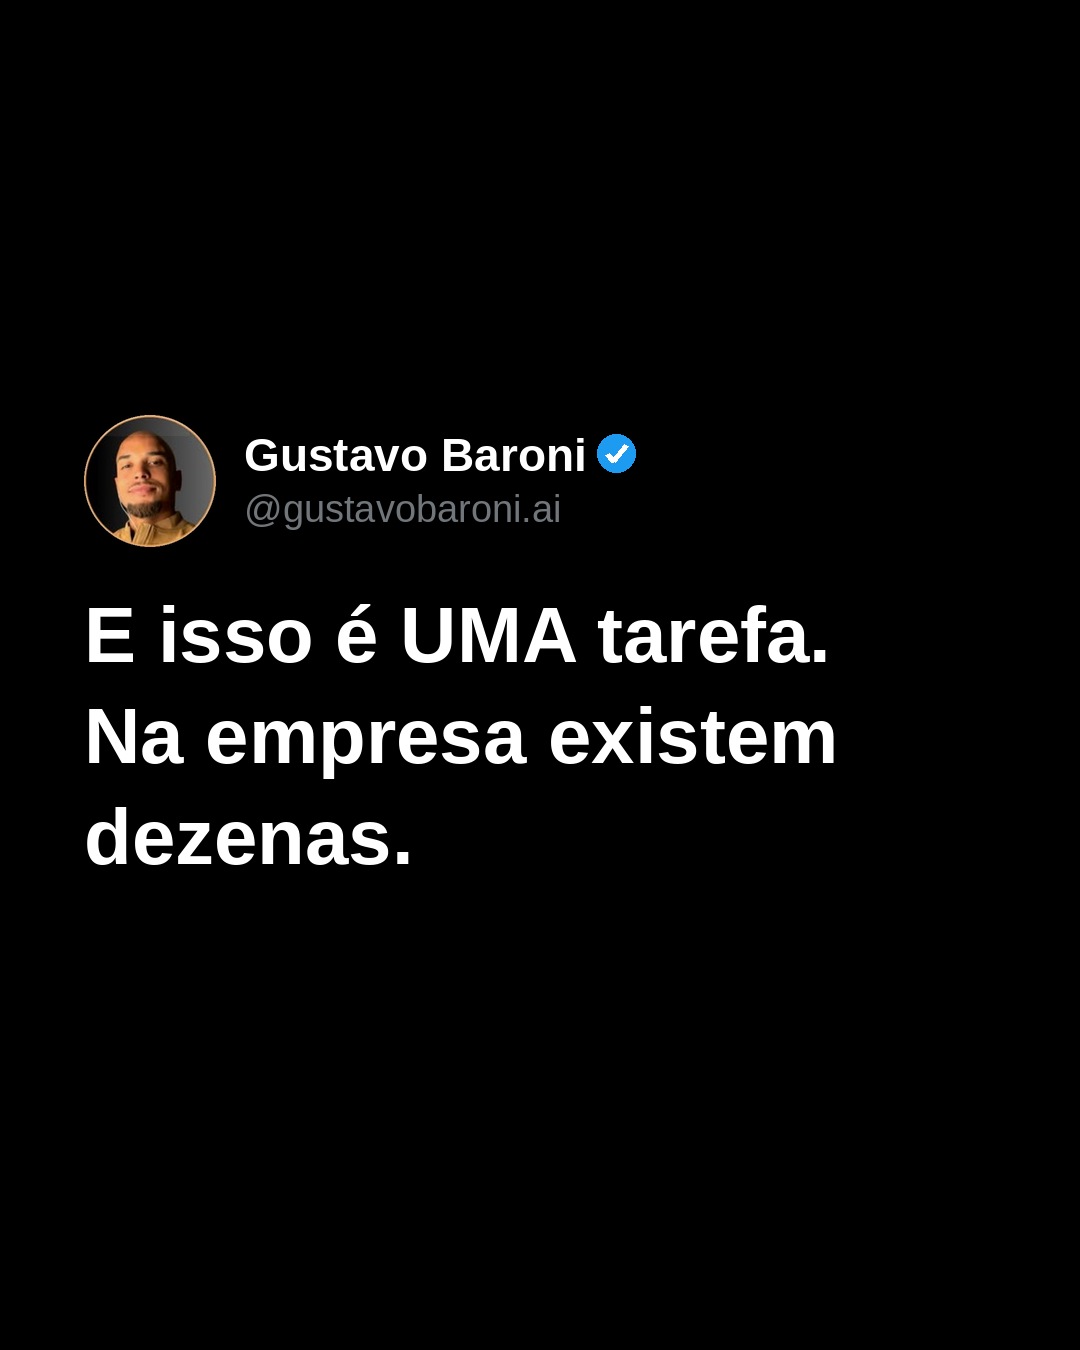 Gustavo Baroni
@gustavobaroni.ai
E isso é UMA tarefa.
Na empresa existem
dezenas.